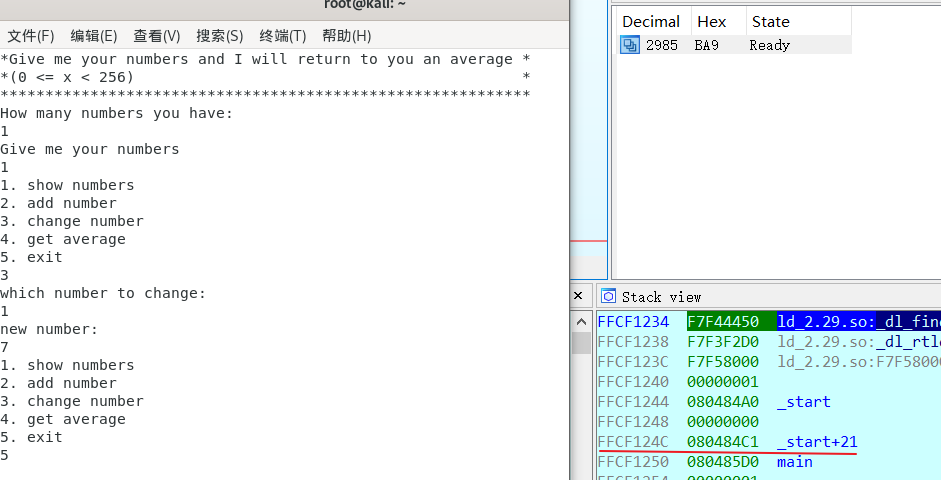 root@kali: ~
文件(F) 编辑(E) 查看(V) 搜索(S) 终端(T) 帮助(H)
*Give me your numbers and I will return to you an average *
*(0 <= x < 256) *
***********************************************************
How many numbers you have:
1
Give me your numbers
1
1. show numbers
2. add number
3. change number
4. get average
5. exit
3
which number to change:
1
new number:
7
1. show numbers
2. add number
3. change number
4. get average
5. exit
5
Decimal Hex State
2985 BA9 Ready
× Stack view
FFCF1234 F7F44450 ld_2.29.so:_dl_fin
FFCF1238 F7F3F2D0 ld_2.29.so:_dl_rtl
FFCF123C F7F58000 ld_2.29.so:F7F5800
FFCF1240 00000001
FFCF1244 080484A0 _start
FFCF1248 00000000
FFCF124C 080484C1 _start+21
FFCF1250 080485D0 main